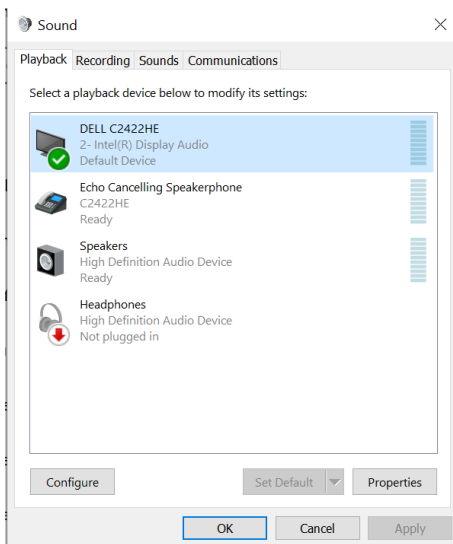 Sound
Playback Recording Sounds Communications
Select a playback device below to modify its settings:
DELL C2422HE
2- Intel(R) Display Audio
Default Device
Echo Cancelling Speakerphone
C2422HE
Ready
Speakers
High Definition Audio Device
Ready
Headphones
High Definition Audio Device
Not plugged in
Configure Set Default Properties
OK Cancel Apply